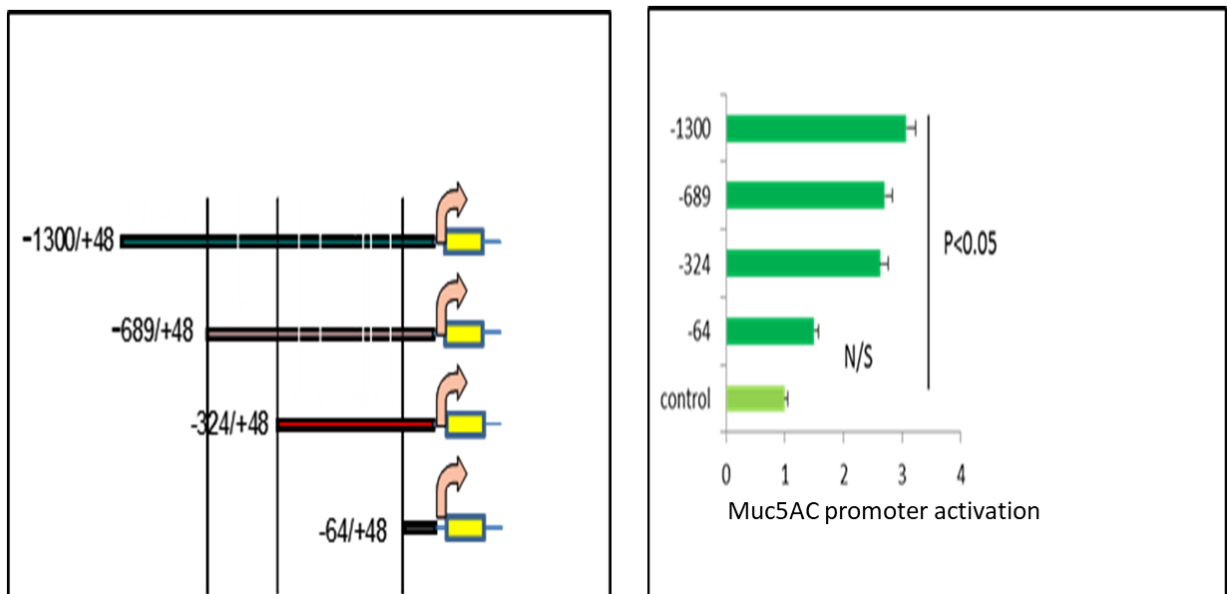 -1300/+48
-689/+48
-324/+48
-64/+48
-1300
-689
-324
-64
control
P<0.05
N/S
0 1 2 3 4
Muc5AC promoter activation